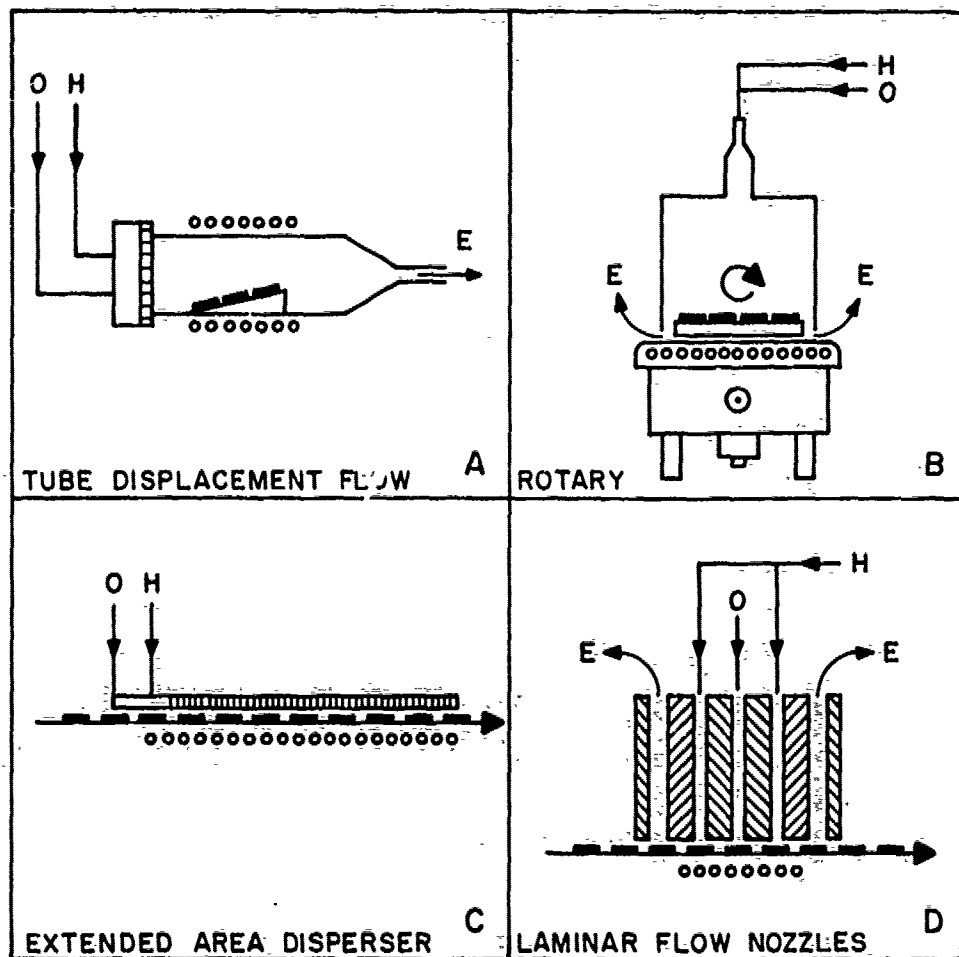 O H
E
TUBE DISPLACEMENT FLOW A
H
O
E E
ROTARY B
O H
EXTENDED AREA DISPERSER C
H
O
E E
LAMINAR FLOW NOZZLES D